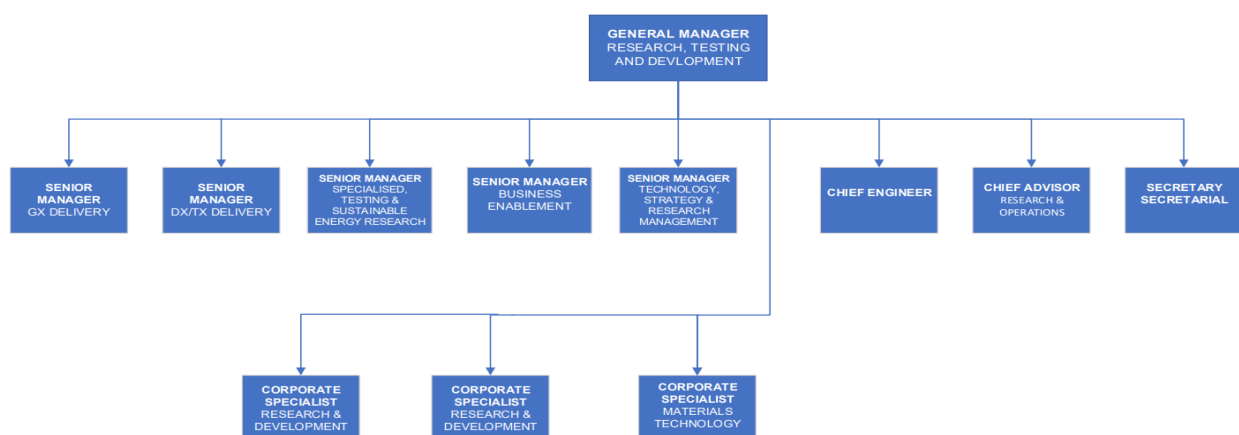 GENERAL MANAGER
RESEARCH, TESTING
AND DEVLOPMENT
SENIOR
MANAGER
GX DELIVERY
SENIOR
MANAGER
DX/TX DELIVERY
SENIOR MANAGER
SPECIALISED,
TESTING &
SUSTAINABLE
ENERGY RESEARCH
SENIOR MANAGER
BUSINESS
ENABLEMENT
SENIOR MANAGER
TECHNOLOGY,
STRATEGY &
RESEARCH
MANAGEMENT
CHIEF ENGINEER
CHIEF ADVISOR
RESEARCH &
OPERATIONS
SECRETARY
SECRETARIAL
CORPORATE
SPECIALIST
RESEARCH &
DEVELOPMENT
CORPORATE
SPECIALIST
RESEARCH &
DEVELOPMENT
CORPORATE
SPECIALIST
MATERIALS
TECHNOLOGY